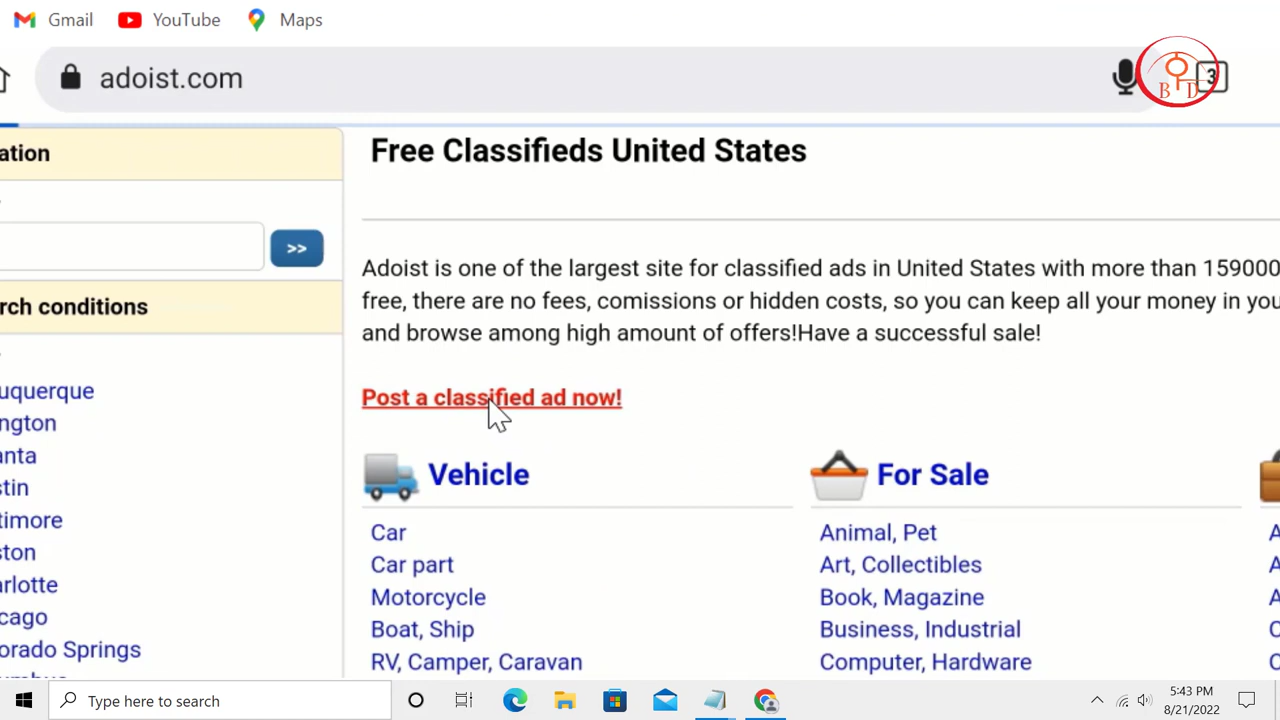 Gmail YouTube Maps
adoist.com
3
B D
ation
Free Classifieds United States
>>
Adoist is one of the largest site for classified ads in United States with more than 159000
free, there are no fees, comissions or hidden costs, so you can keep all your money in you
and browse among high amount of offers!Have a successful sale!
rch conditions
Post a classified ad now!
uquerque
ngton
anta
stin
timore
ston
arlotte
cago
orado Springs
Vehicle
Car
Car part
Motorcycle
Boat, Ship
RV, Camper, Caravan
For Sale
Animal, Pet
Art, Collectibles
Book, Magazine
Business, Industrial
Computer, Hardware
Type here to search
5:43 PM
8/21/2022